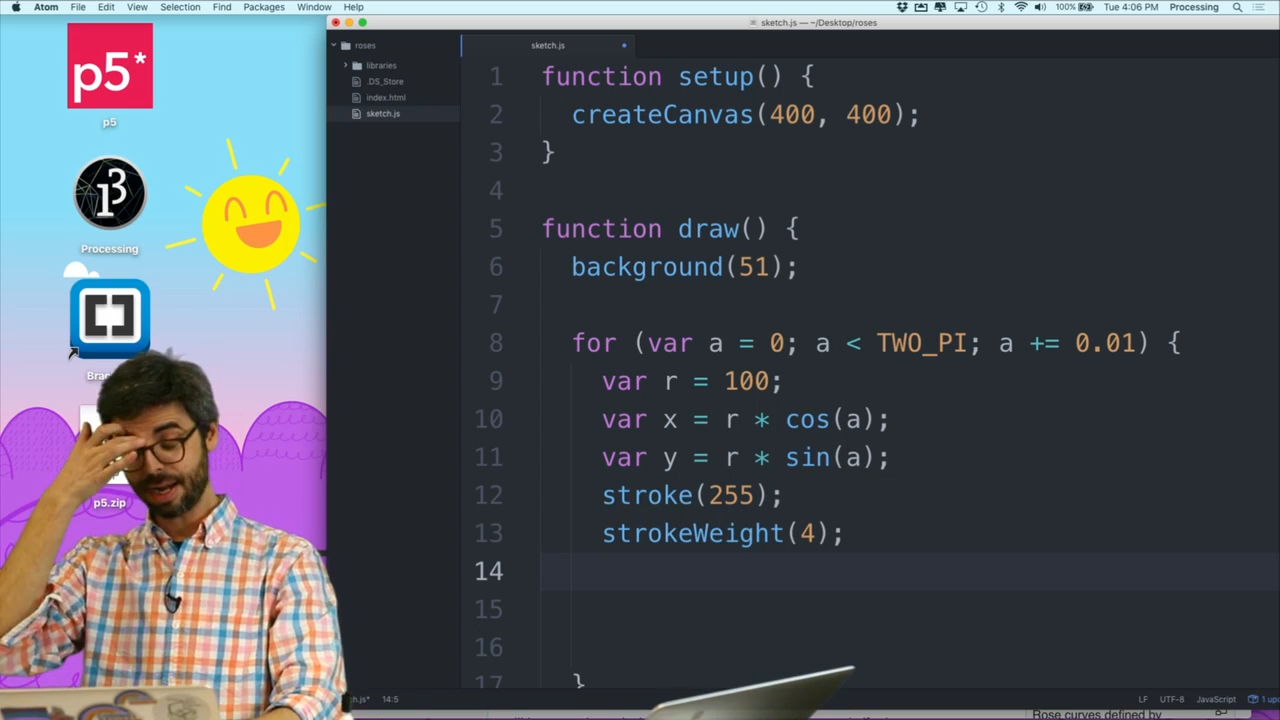 Atom File Edit View Selection Find Packages Window Help
100% Tue 4:06 PM Processing
sketch.js — ~/Desktop/roses
p5*
p5
Processing
p5.zip
roses
libraries
.DS_Store
index.html
sketch.js
sketch.js
1 function setup() {
2 createCanvas(400, 400);
3 }
4
5 function draw() {
6 background(51);
7
8 for (var a = 0; a < TWO_PI; a += 0.01) {
9 var r = 100;
10 var x = r * cos(a);
11 var y = r * sin(a);
12 stroke(255);
13 strokeWeight(4);
14
15
16
17 }
14:5
LF UTF-8 JavaScript
Rose curves defined by